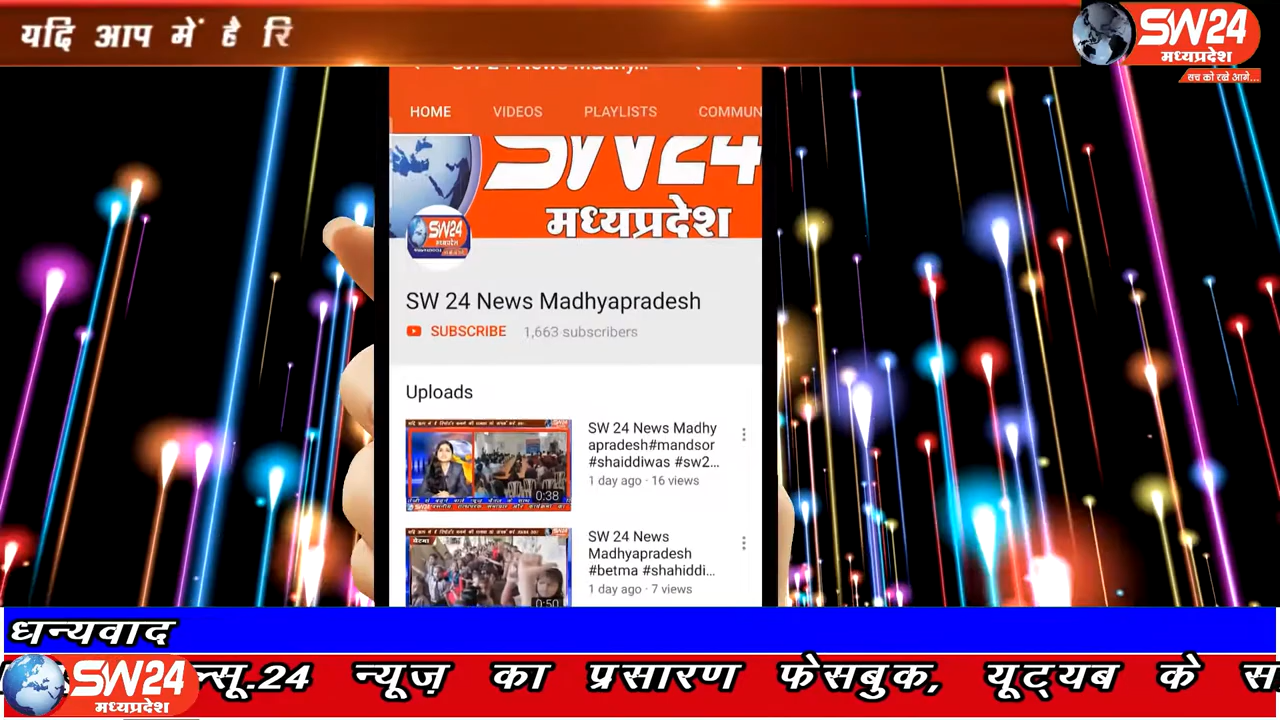 यदि आप में है रि
SW24
मध्यप्रदेश
सच को रखे आगे...
HOME VIDEOS PLAYLISTS COMMUN
SW24
मध्यप्रदेश
SW24
SW 24 News Madhyapradesh
SUBSCRIBE 1,663 subscribers
Uploads
SW 24 News Madhy
apradesh#mandsor
#shaiddiwas #sw2...
1 day ago · 16 views
0:38
SW 24 News
Madhyapradesh
#betma #shahiddi...
1 day ago · 7 views
0:50
धन्यवाद
ल्सू.24 न्यूज़ का प्रसारण फेसबुक, यूट्यब के स
SW24
मध्यप्रदेश